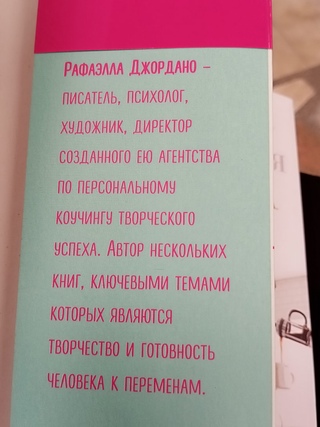 Рафаэлла Джордано –
писатель, психолог,
художник, директор
созданного ею агентства
по персональному
коучингу творческого
успеха. Автор нескольких
книг, ключевыми темами
которых являются
творчество и готовность
человека к переменам.